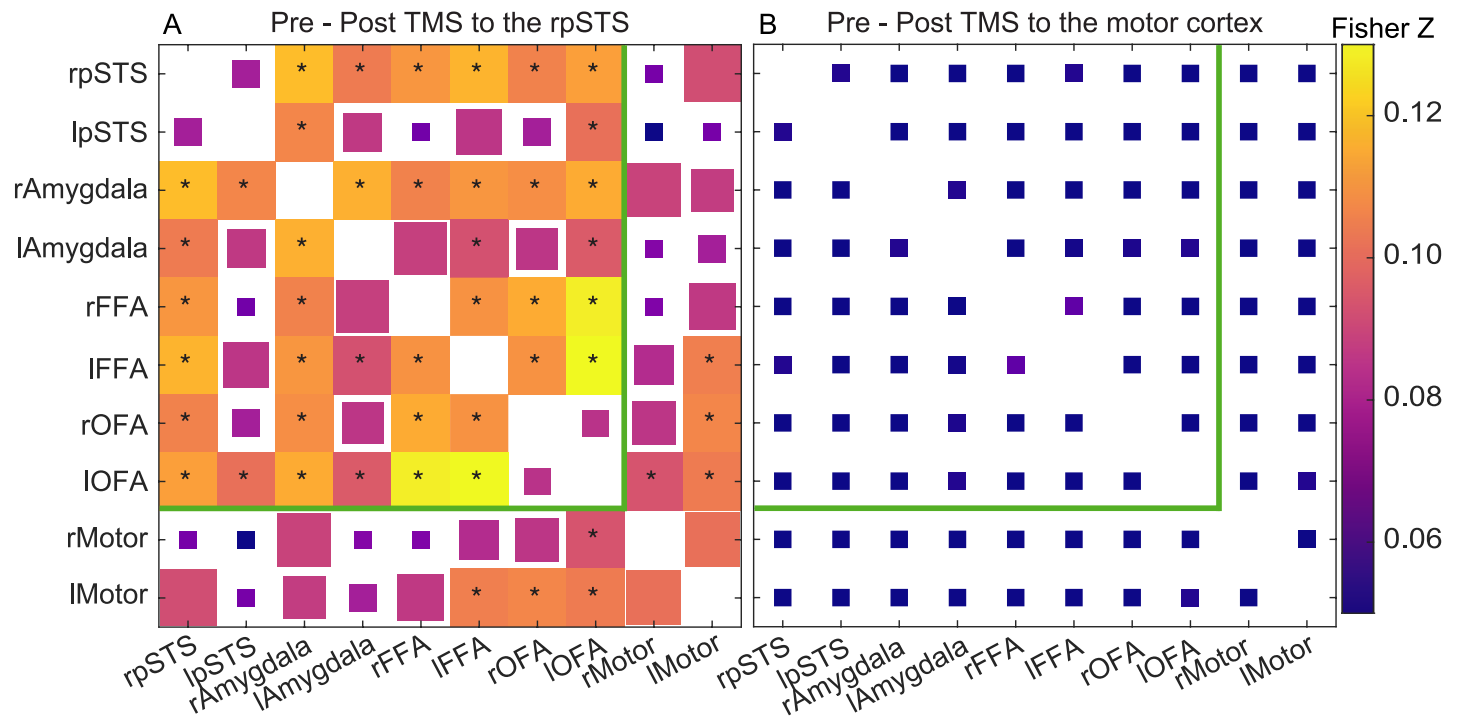 A Pre - Post TMS to the rpSTS
B Pre - Post TMS to the motor cortex
Fisher Z
rpSTS * * * * * *
lpSTS * *
rAmygdala * * * * * * *
lAmygdala * * * *
rFFA * * * * *
lFFA * * * * * * *
rOFA * * * * *
lOFA * * * * * * * *
rMotor *
lMotor * * *
rpSTS lpSTS rAmygdala lAmygdala rFFA lFFA rOFA lOFA rMotor lMotor
rpSTS lpSTS rAmygdala lAmygdala rFFA lFFA rOFA lOFA rMotor lMotor
0.12
0.10
0.08
0.06